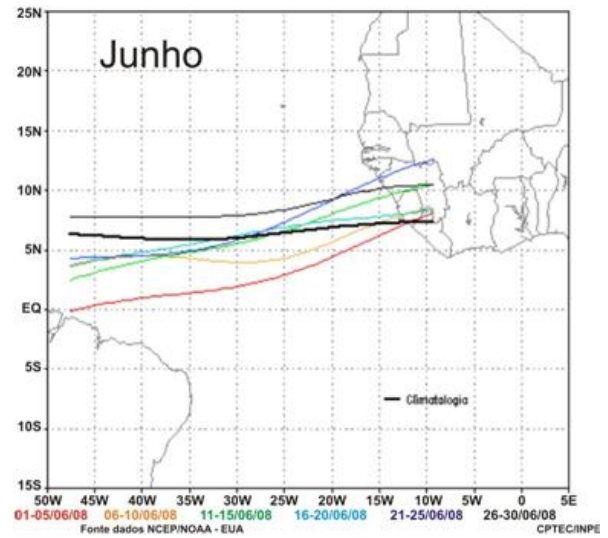 25N
Junho
20N
15N
10N
5N
EQ
5S
Climatalogia
10S
15S
50W 45W 40W 35W 30W 25W 20W 15W 10W 5W 0 5E
01-05/06/08 06-10/06/08 11-15/06/08 16-20/06/08 21-25/06/08 26-30/06/08
Fonte dados NCEP/NOAA - EUA CPTEC/INPE